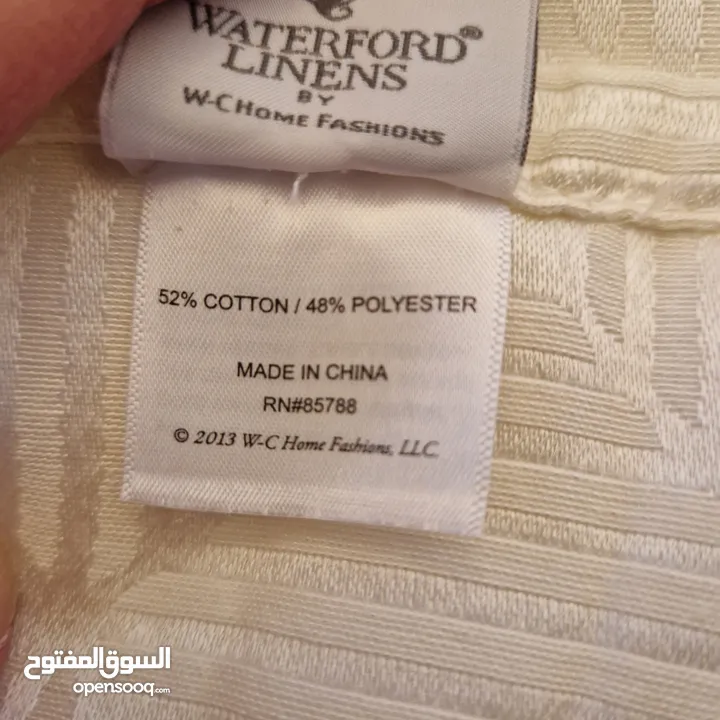 WATERFORD®
LINENS
BY
W-C HOME FASHIONS
52% COTTON / 48% POLYESTER
MADE IN CHINA
RN#85788
© 2013 W-C Home Fashions, LLC.
السوق المفتوح
opensooq.com